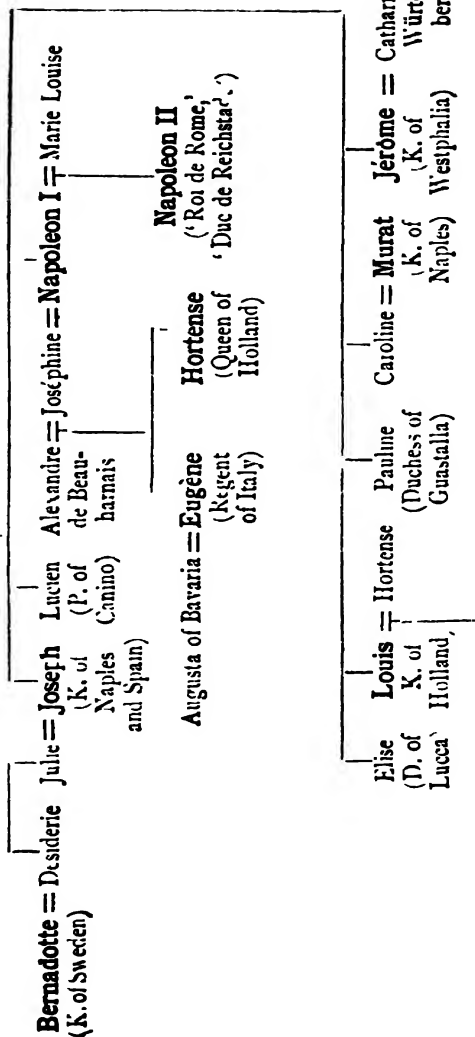 Bernadotte = Desiderie Julie = Joseph Lucien Alexandre = Joséphine = Napoleon I = Marie Louise
(K. of Sweden) (K. of (P. of de Beau-
Naples Canino) harnais
and Spain)
Napoleon II
('Roi de Rome,'
'Duc de Reichstadt.')
Augusta of Bavaria = Eugène Hortense
(Regent (Queen of
of Italy) Holland)
Elise Louis = Hortense Pauline Caroline = Murat Jérôme = Cathar
(D. of K. of (Duchess of (K. of (K. of Würte
Lucca) Holland, Guastalla) Naples) Westphalia) ber